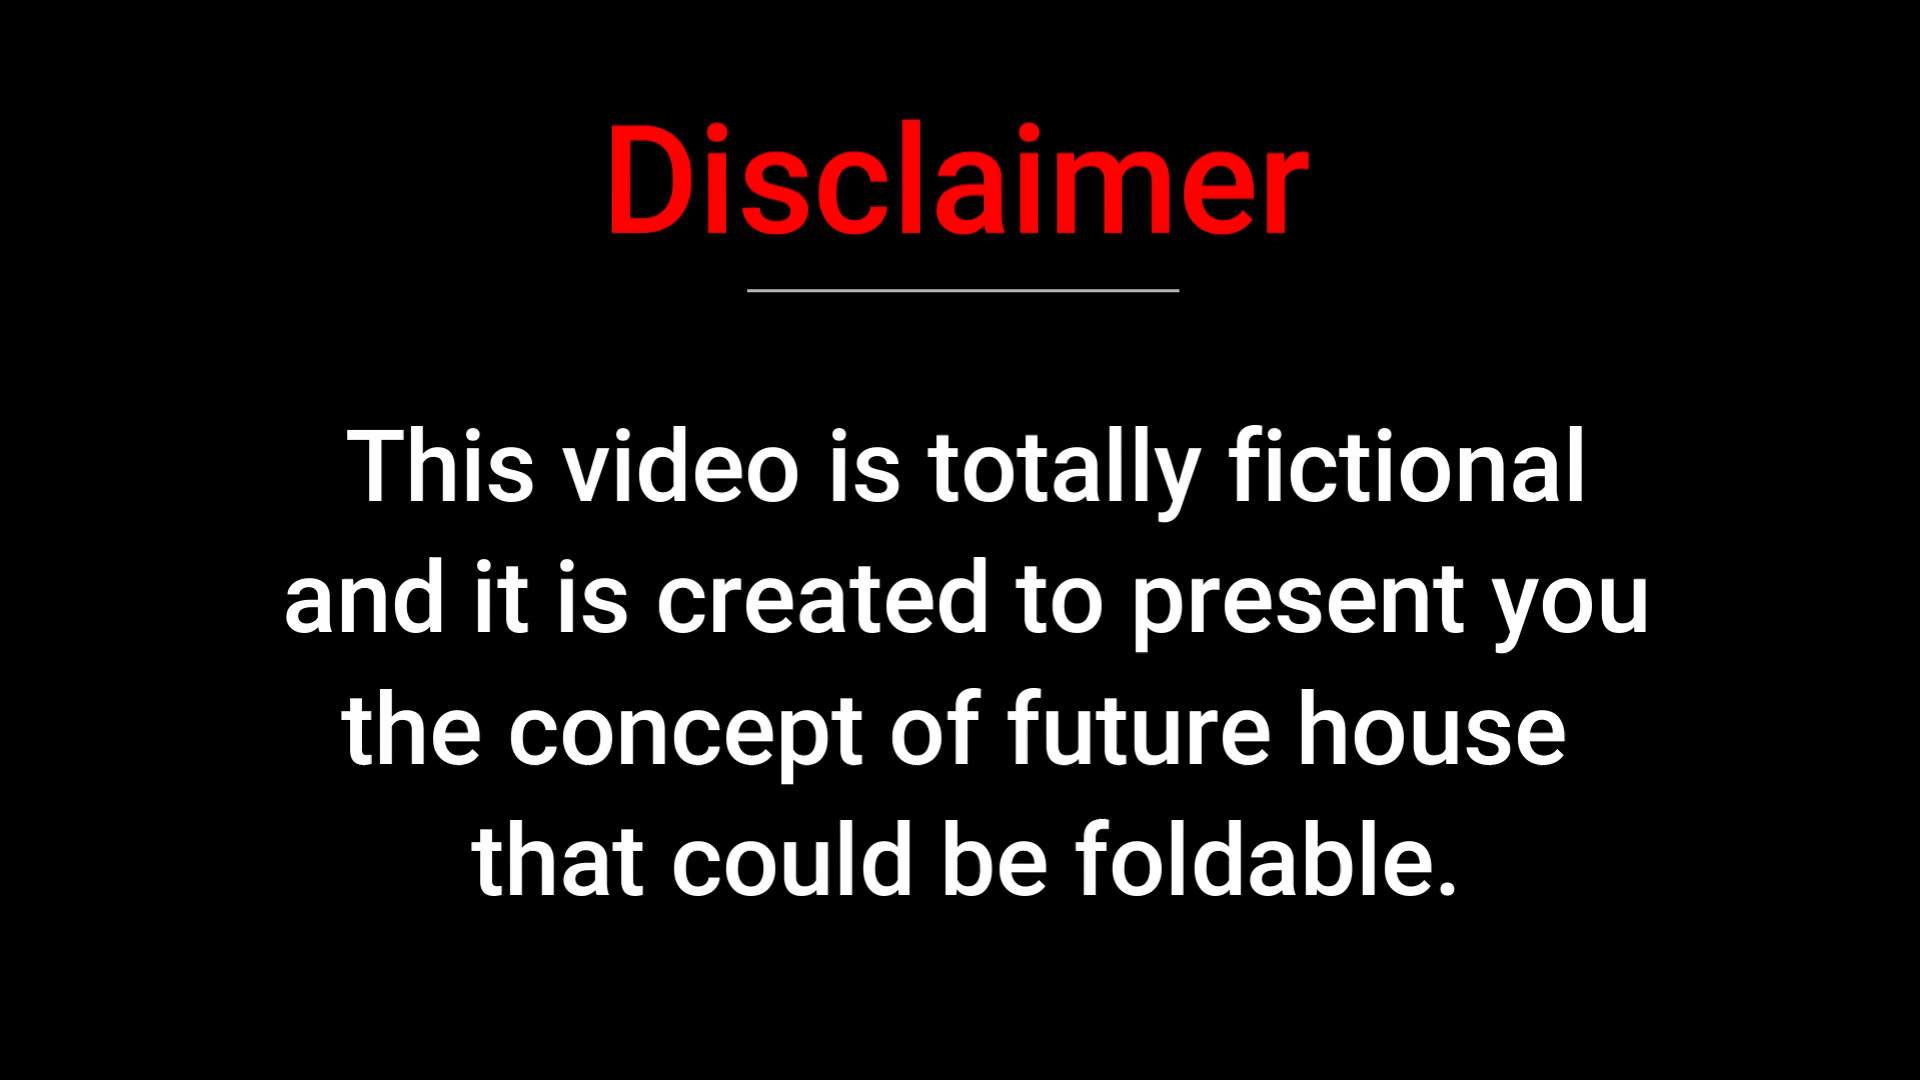 Disclaimer
This video is totally fictional
and it is created to present you
the concept of future house
that could be foldable.